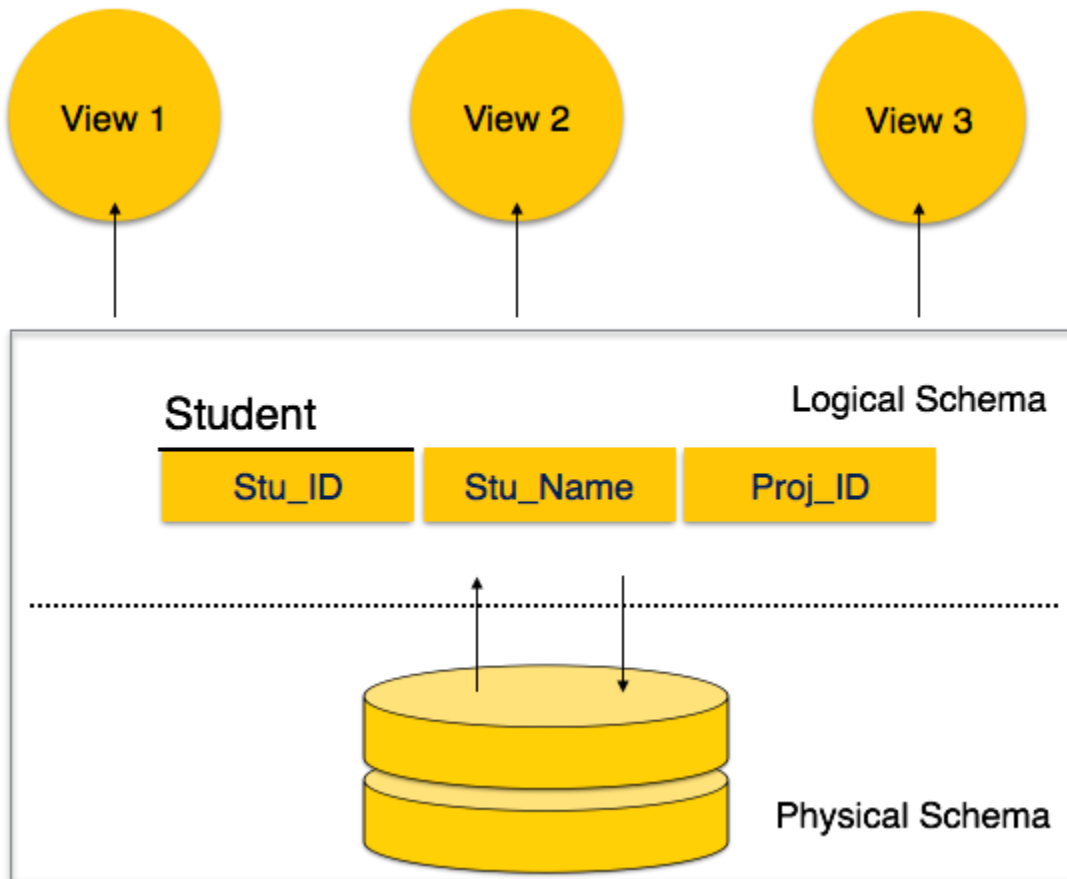 View 1
View 2
View 3
Logical Schema
Student
Stu_ID
Stu_Name
Proj_ID
Physical Schema